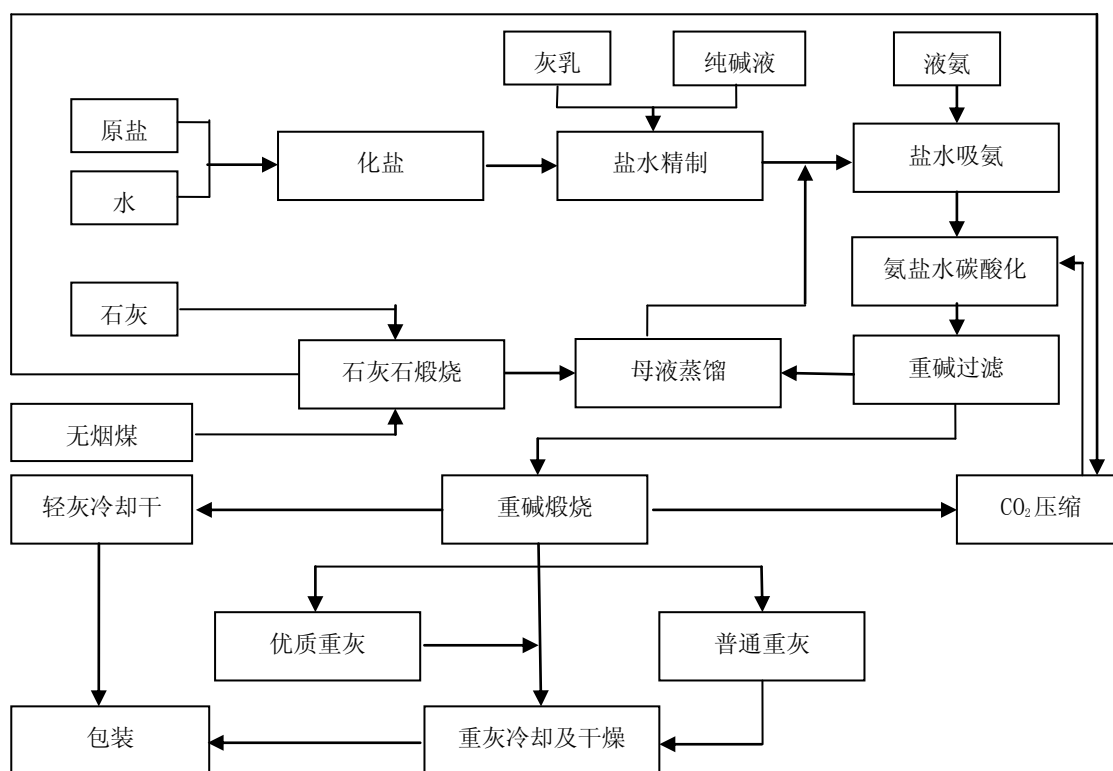 灰乳
纯碱液
液氨
原盐
化盐
盐水精制
盐水吸氨
水
氨盐水碳酸化
石灰
石灰石煅烧
母液蒸馏
重碱过滤
无烟煤
轻灰冷却干
重碱煅烧
CO₂压缩
优质重灰
普通重灰
包装
重灰冷却及干燥